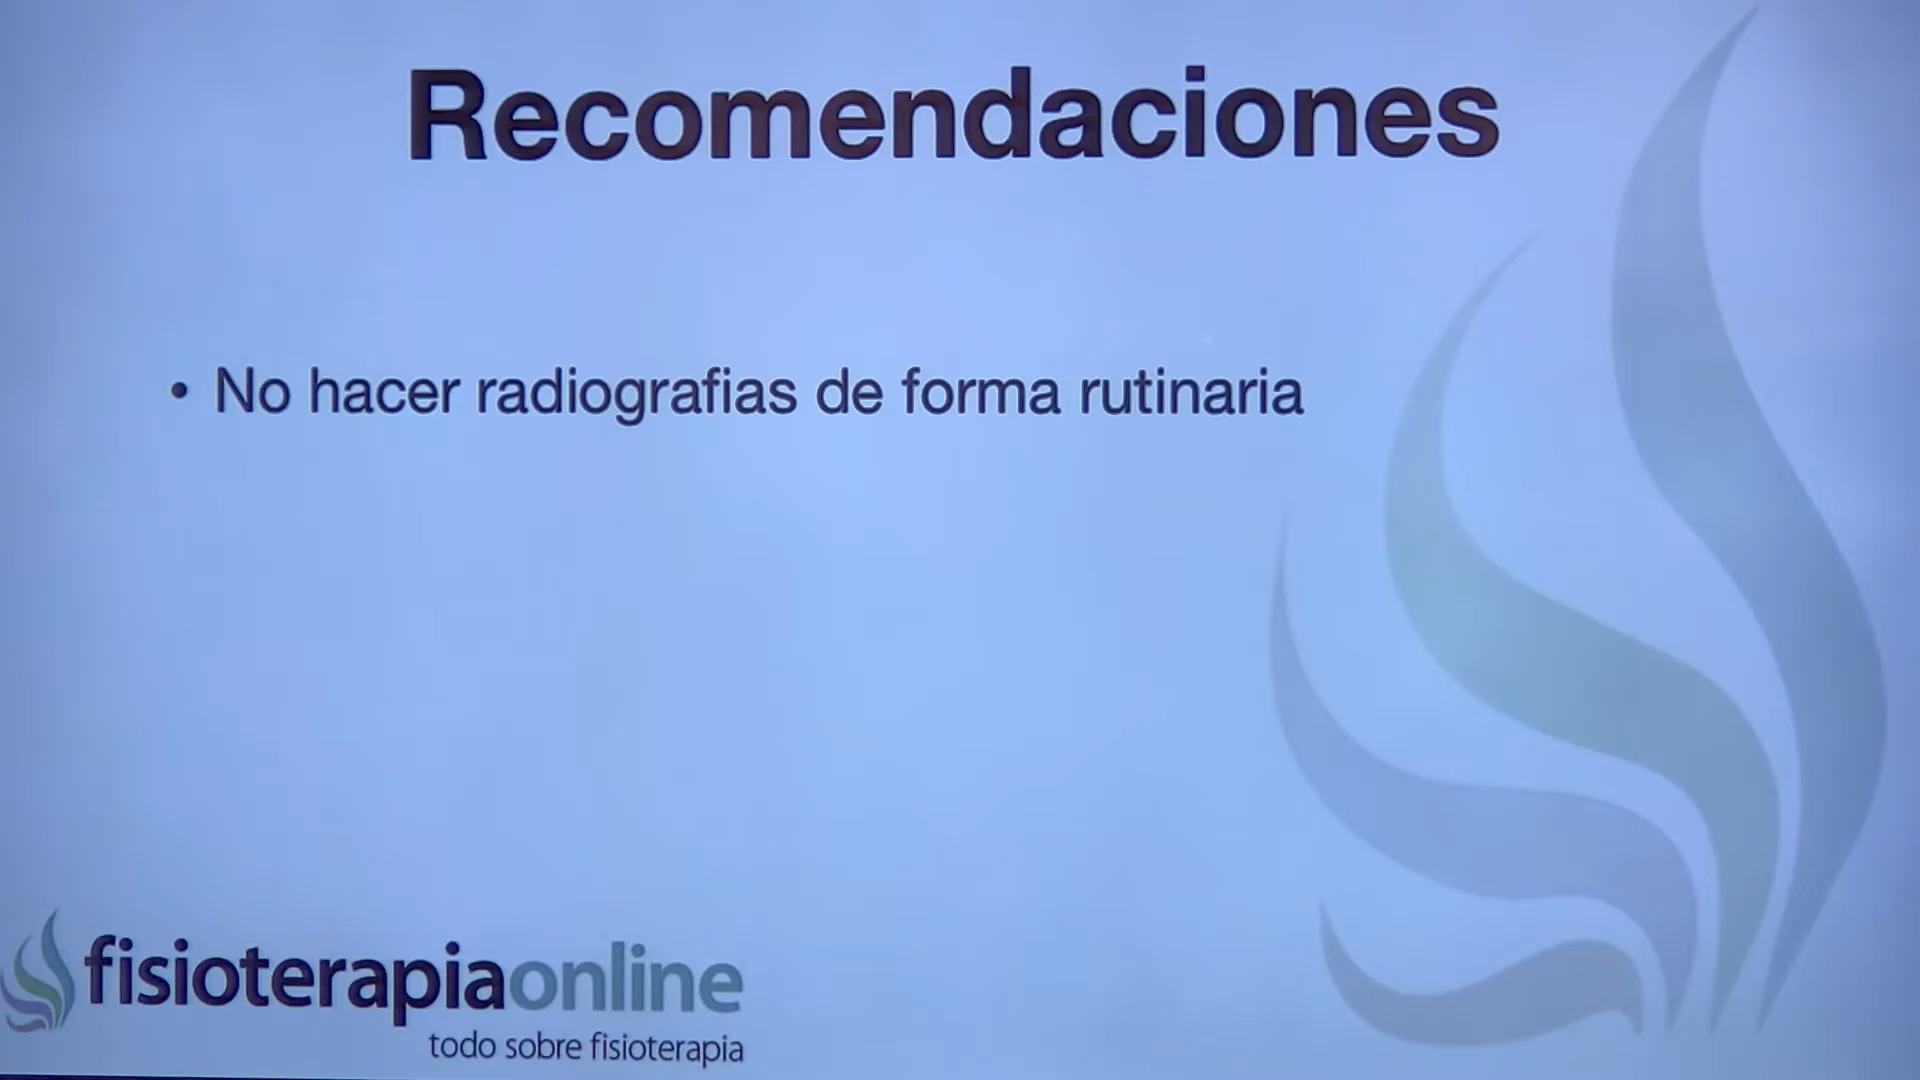 Recomendaciones
• No hacer radiografias de forma rutinaria
fisioterapiaonline
todo sobre fisioterapia